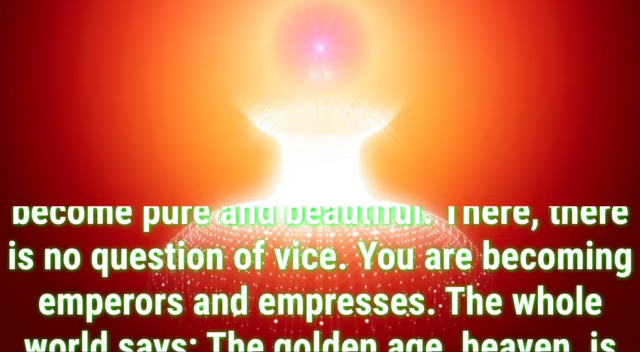 become pure and beautiful. There, there
is no question of vice. You are becoming
emperors and empresses. The whole
world says: The golden age, heaven, is